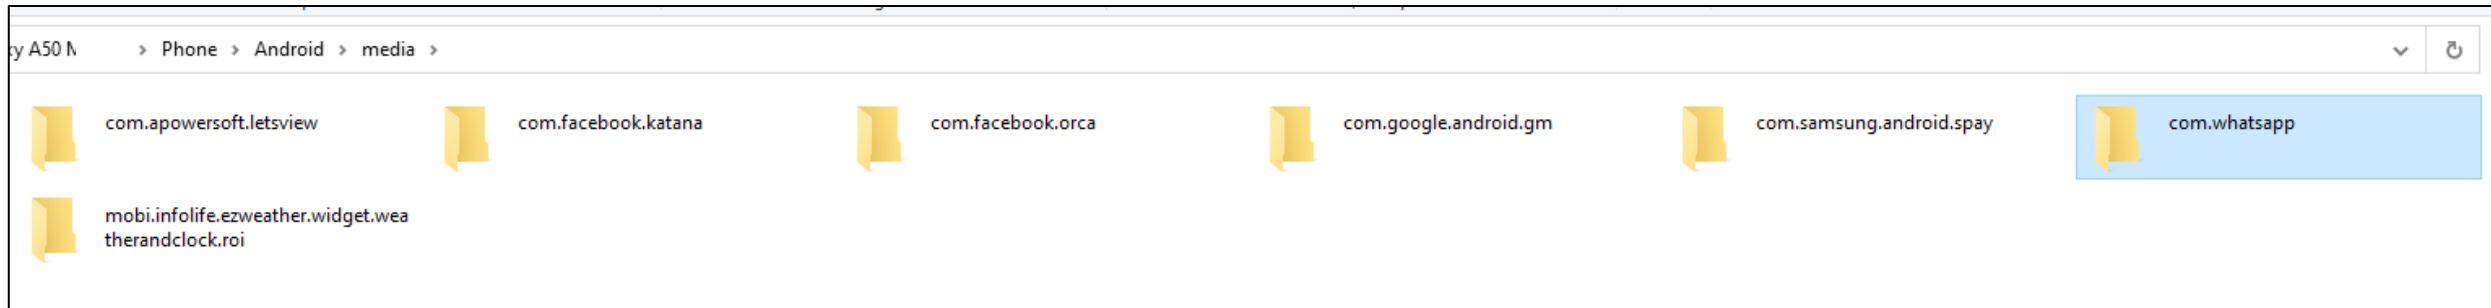 xy A50 N > Phone > Android > media >
com.apowersoft.letsview
com.facebook.katana
com.facebook.orca
com.google.android.gm
com.samsung.android.spay
com.whatsapp
mobi.infolife.ezweather.widget.wea
therandclock.roi